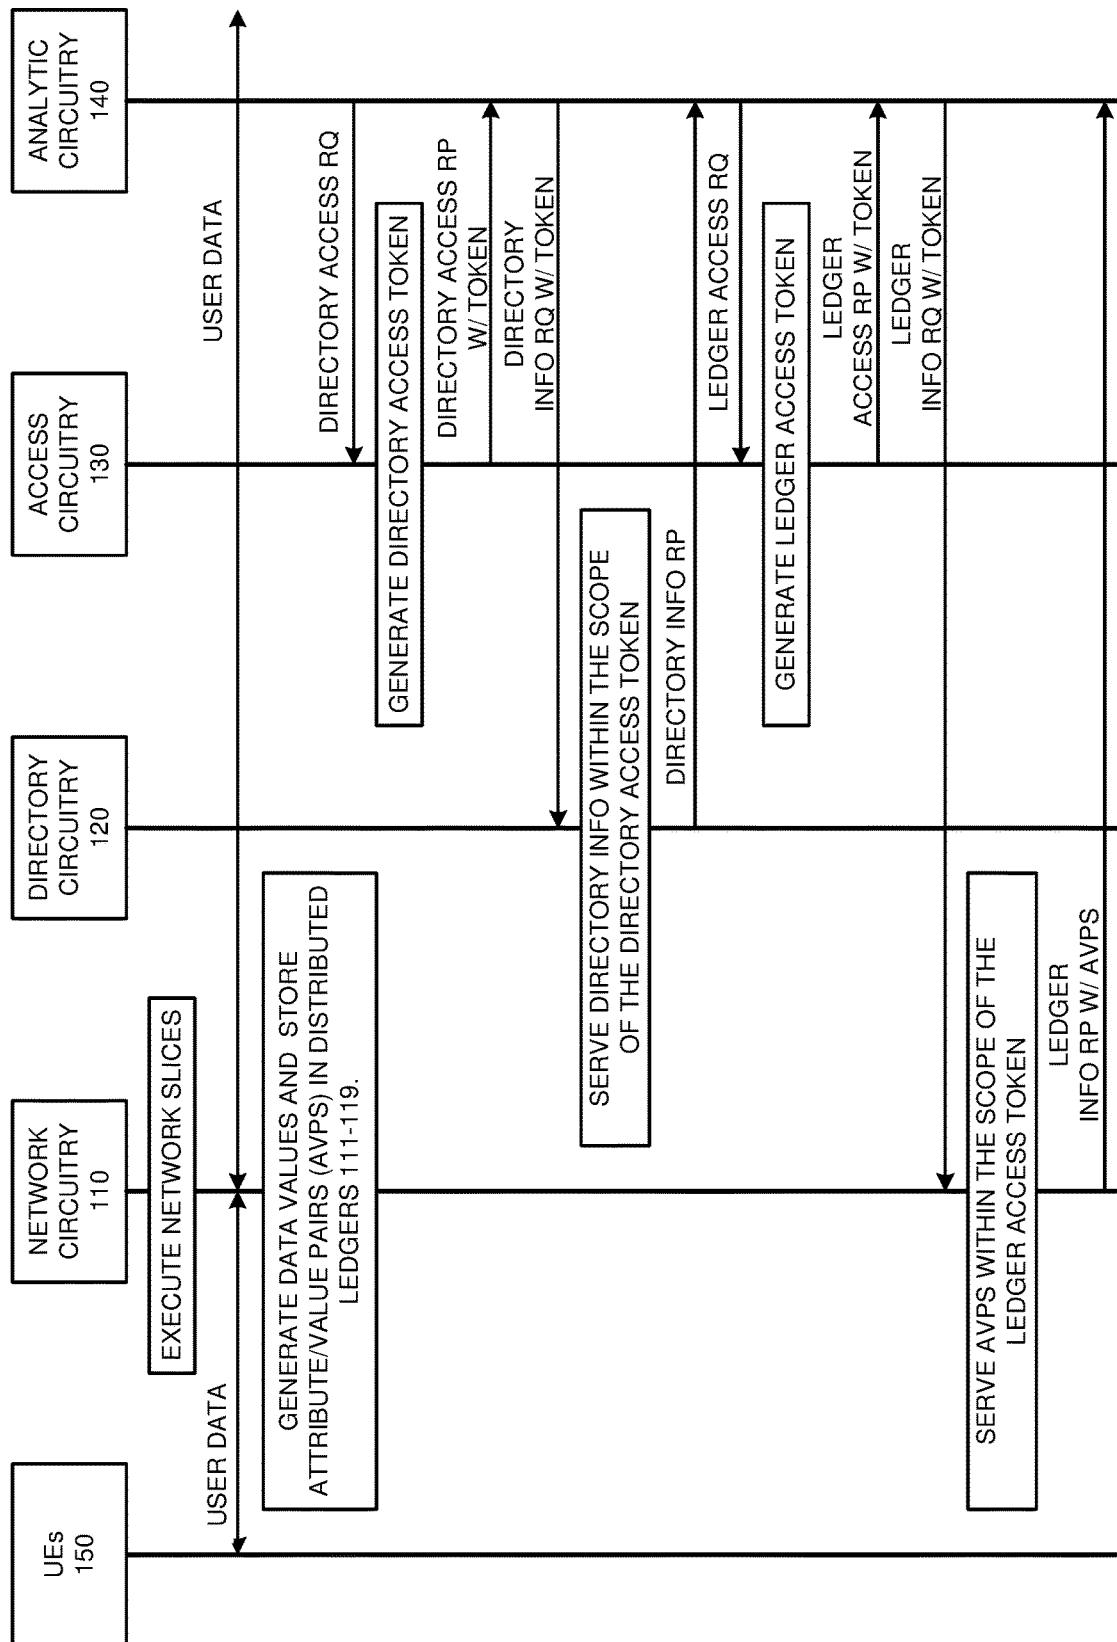 UEs
150
NETWORK
CIRCUITRY
110
DIRECTORY
CIRCUITRY
120
ACCESS
CIRCUITRY
130
ANALYTIC
CIRCUITRY
140
EXECUTE NETWORK SLICES
USER DATA
USER DATA
GENERATE DATA VALUES AND STORE
ATTRIBUTE/VALUE PAIRS (AVPS) IN DISTRIBUTED
LEDGERS 111-119.
DIRECTORY ACCESS RQ
GENERATE DIRECTORY ACCESS TOKEN
DIRECTORY ACCESS RP
W/ TOKEN
DIRECTORY
INFO RQ W/ TOKEN
SERVE DIRECTORY INFO WITHIN THE SCOPE
OF THE DIRECTORY ACCESS TOKEN
DIRECTORY INFO RP
LEDGER ACCESS RQ
GENERATE LEDGER ACCESS TOKEN
LEDGER
ACCESS RP W/ TOKEN
LEDGER
INFO RQ W/ TOKEN
SERVE AVPS WITHIN THE SCOPE OF THE
LEDGER ACCESS TOKEN
LEDGER
INFO RP W/ AVPS